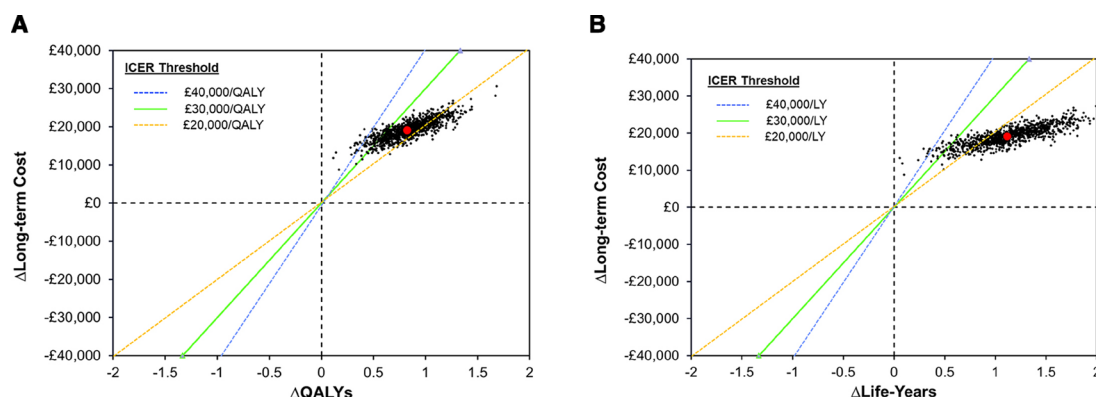 A
£40,000
£30,000
£20,000
£10,000
£0
-£10,000
-£20,000
-£30,000
-£40,000
ΔLong-term Cost
ICER Threshold
£40,000/QALY
£30,000/QALY
£20,000/QALY
-2 -1.5 -1 -0.5 0 0.5 1 1.5 2
ΔQALYs
B
£40,000
£30,000
£20,000
£10,000
£0
-£10,000
-£20,000
-£30,000
-£40,000
ΔLong-term Cost
ICER Threshold
£40,000/LY
£30,000/LY
£20,000/LY
-2 -1.5 -1 -0.5 0 0.5 1 1.5 2
ΔLife-Years